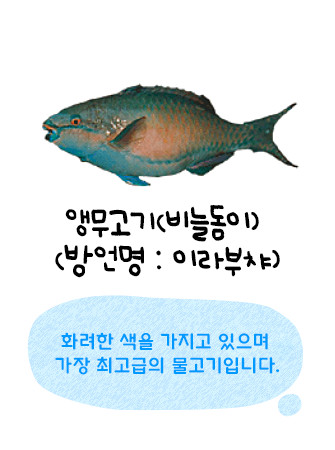 앵무고기(비늘돔이)
(방언명 : 이라부챠)
화려한 색을 가지고 있으며
가장 최고급의 물고기입니다.